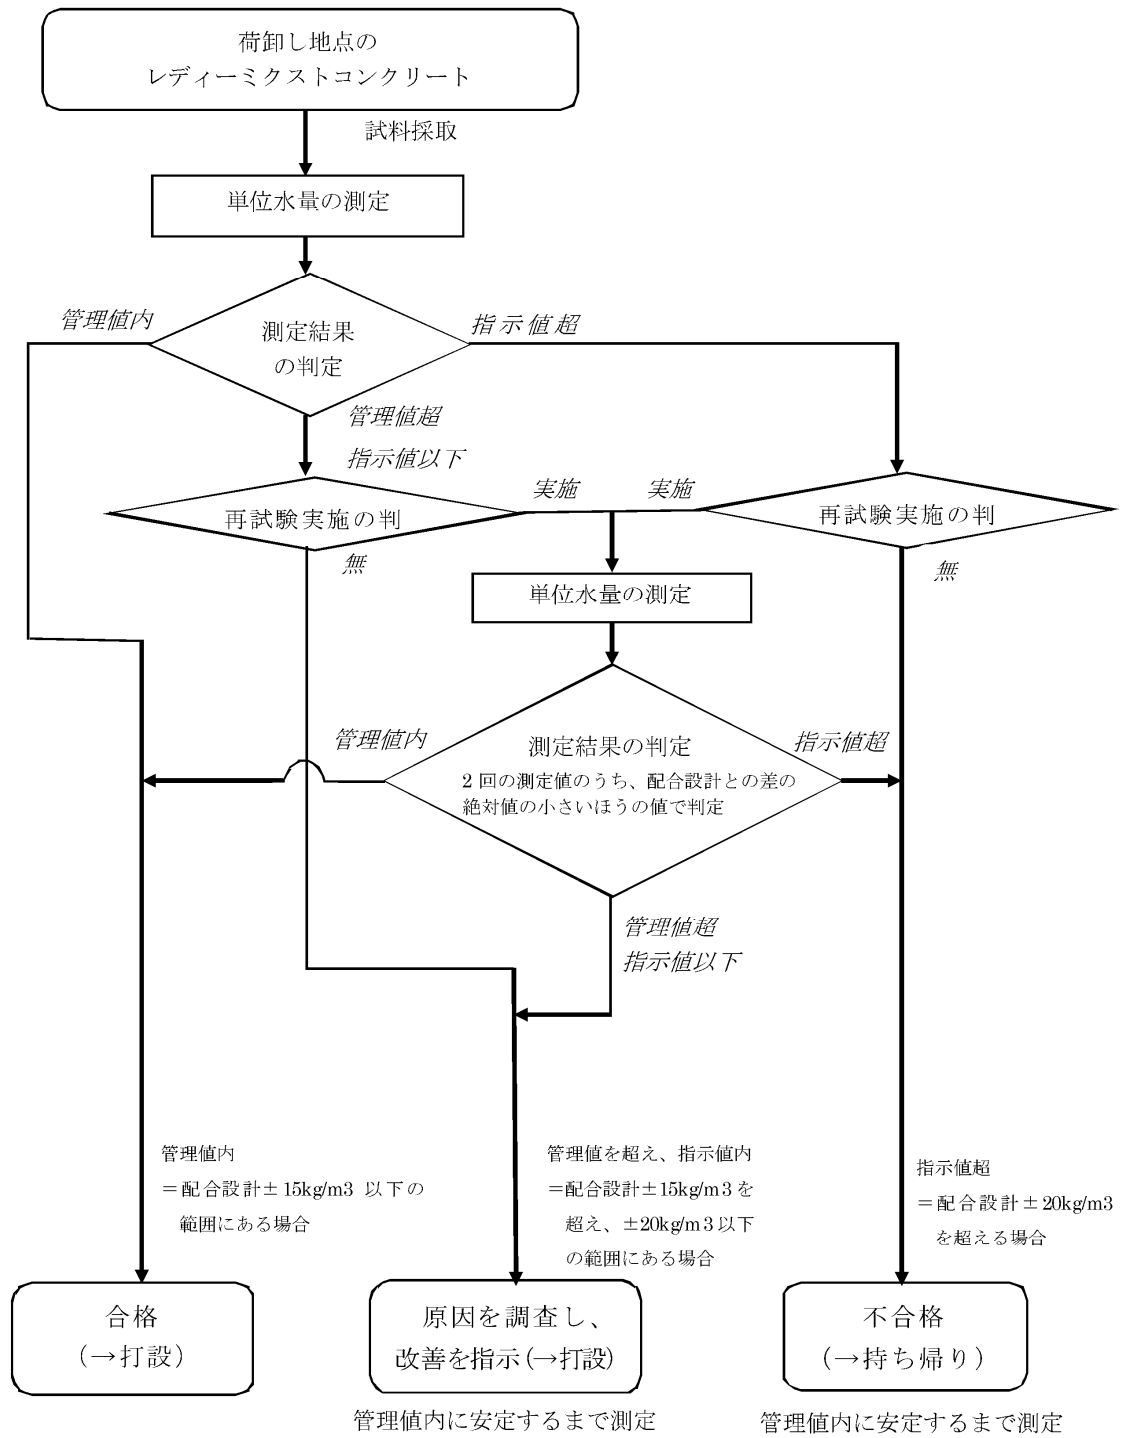 荷卸し地点の
レディーミクストコンクリート
試料採取
単位水量の測定
管理値内
測定結果
の判定
指示値超
管理値超
指示値以下
再試験実施の判
実施
実施
再試験実施の判
無
無
単位水量の測定
管理値内
測定結果の判定
2 回の測定値のうち、配合設計との差の
絶対値の小さいほうの値で判定
指示値超
管理値超
指示値以下
管理値内
＝配合設計±15kg/m3 以下の
範囲にある場合
管理値を超え、指示値内
＝配合設計±15kg/m3を
超え、±20kg/m3以下
の範囲にある場合
指示値超
＝配合設計±20kg/m3
を超える場合
合格
(→打設)
原因を調査し、
改善を指示(→打設)
不合格
(→持ち帰り)
管理値内に安定するまで測定
管理値内に安定するまで測定